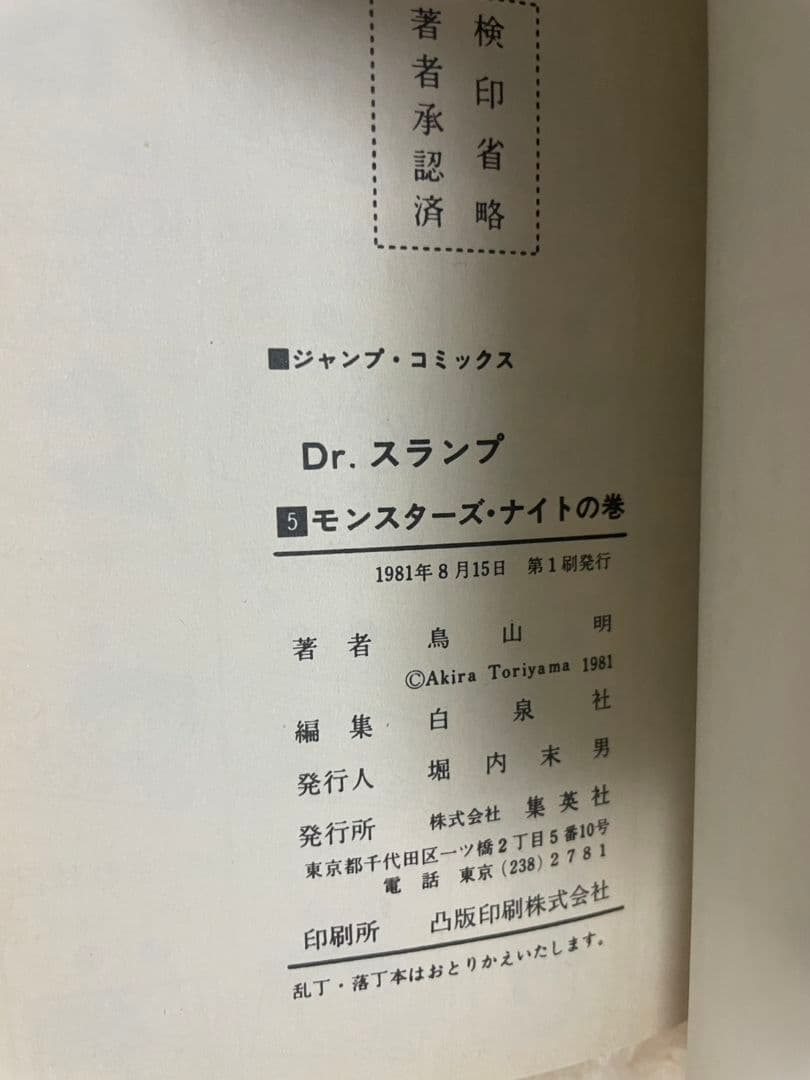 検印省略
著者承認済
■ジャンプ・コミックス
Dr.スランプ
5 モンスターズ・ナイトの巻
1981年8月15日 第1刷発行
著者 鳥山明
©Akira Toriyama 1981
編集 白泉社
発行人 堀内末男
発行所 株式会社 集英社
東京都千代田区一ツ橋2丁目5番10号
電話 東京(238)2781
印刷所 凸版印刷株式会社
乱丁・落丁本はおとりかえいたします。